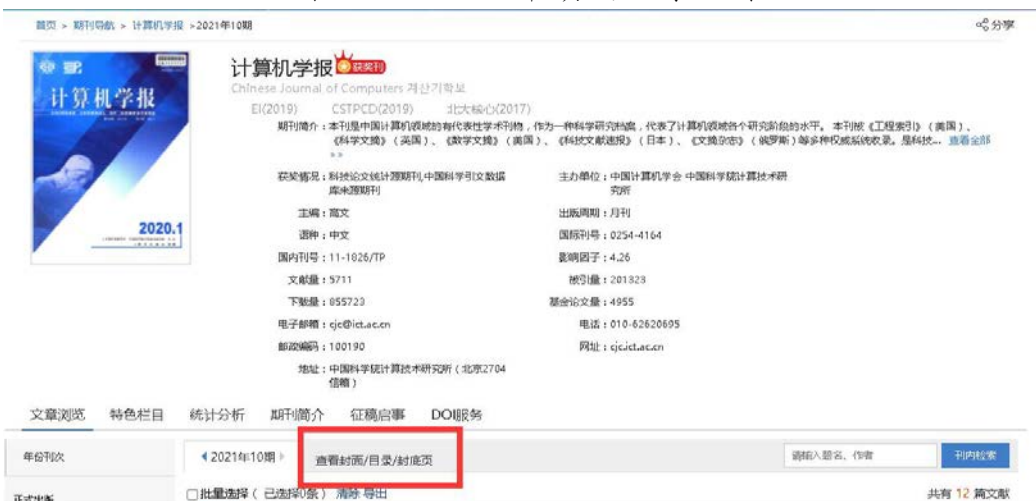 首页 > 期刊导航 > 计算机学报 >2021年10期
分享
计算机学报
2020.1
计算机学报 获奖刊
Chinese Journal of Computers 계산기학보
EI(2019) CSTPCD(2019) 北大核心(2017)
期刊简介：本刊是中国计算机领域的有代表性学术刊物，作为一种科学研究档案，代表了计算机领域各个研究阶段的水平。本刊被《工程索引》（美国）、
《科学文摘》（英国）、《数学文摘》（美国）、《科技文献速报》（日本）、《文摘杂志》（俄罗斯）等多种权威系统收录。是科技... 查看全部
>>
获奖情况：科技论文统计源期刊,中国科学引文数据
库来源期刊
主办单位：中国计算机学会 中国科学院计算技术研
究所
主编：高文
出版周期：月刊
语种：中文
国际刊号：0254-4164
国内刊号：11-1826/TP
影响因子：4.26
文献量：5711
被引量：201323
下载量：855723
基金论文量：4955
电子邮箱：cjc@ict.ac.cn
电话：010-62620695
邮政编码：100190
网址：cjc.ict.ac.cn
地址：中国科学院计算技术研究所（北京2704
信箱）
文章浏览 特色栏目 统计分析 期刊简介 征稿启事 DOI服务
年份刊次
2021年10期
查看封面/目录/封底页
请输入题名、作者
刊内检索
正式出版
批量选择（ 已选择0条） 清除 导出
共有 12 篇文献